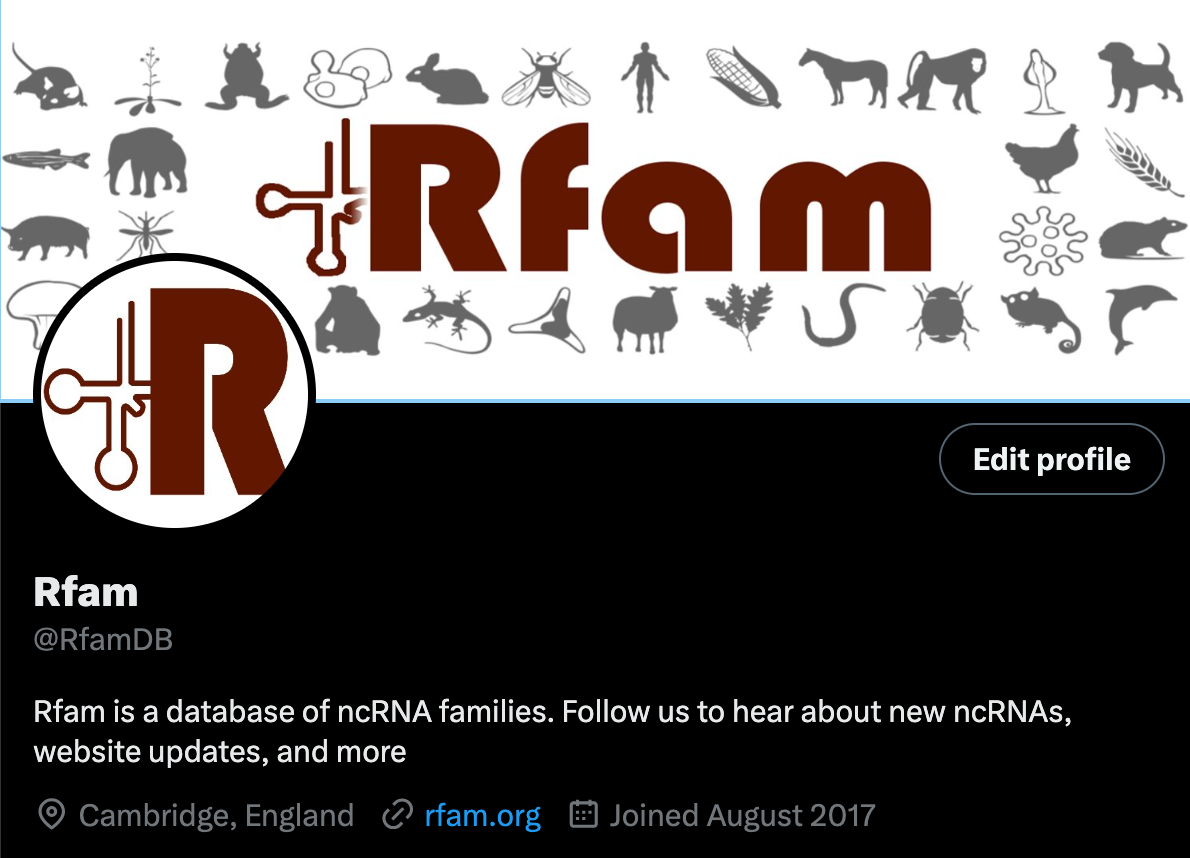 Rfam
R
Edit profile
Rfam
@RfamDB
Rfam is a database of ncRNA families. Follow us to hear about new ncRNAs,
website updates, and more
Cambridge, England rfam.org Joined August 2017